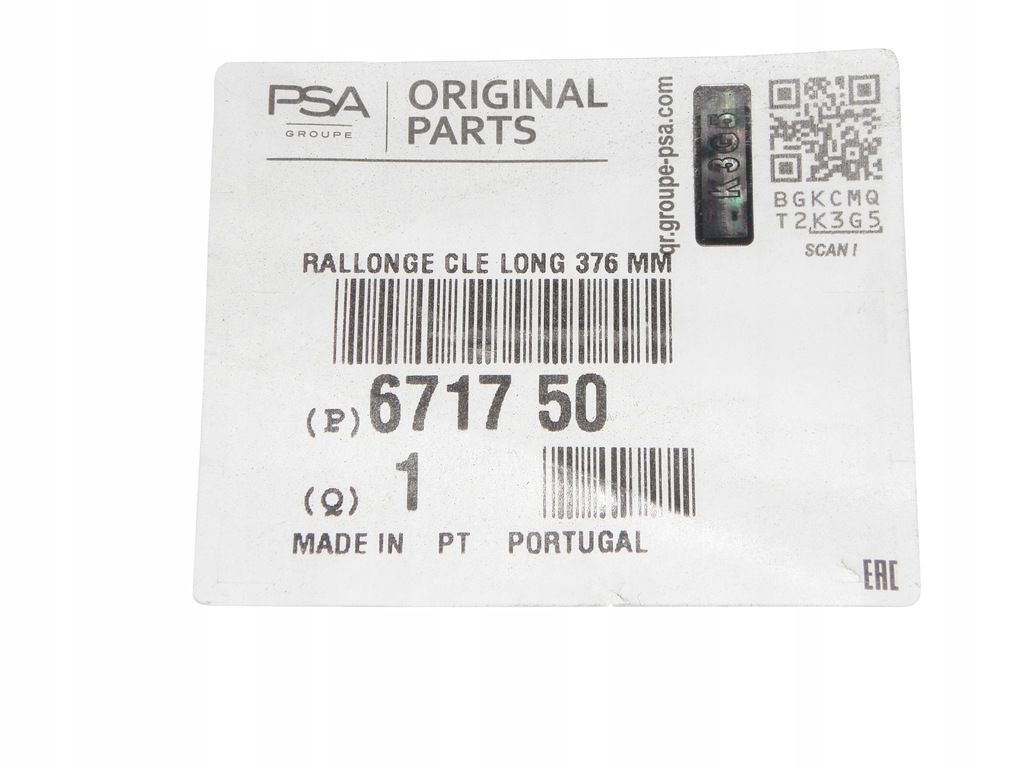 PSA
GROUPE
ORIGINAL
PARTS
qr.groupe-psa.com
K3G5
BGKCMQ
T2K3G5
SCAN !
RALLONGE CLE LONG 376 MM
(P) 6717 50
(Q) 1
MADE IN PT PORTUGAL
EAC